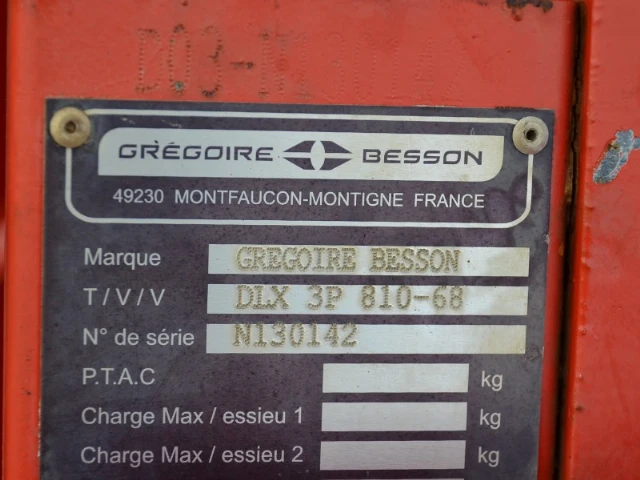 GRÉGOIRE BESSON
49230 MONTFAUCON-MONTIGNE FRANCE
Marque GREGOIRE BESSON
T / V / V DLX 3P 810-68
N° de série N130142
P.T.A.C kg
Charge Max / essieu 1 kg
Charge Max / essieu 2 kg